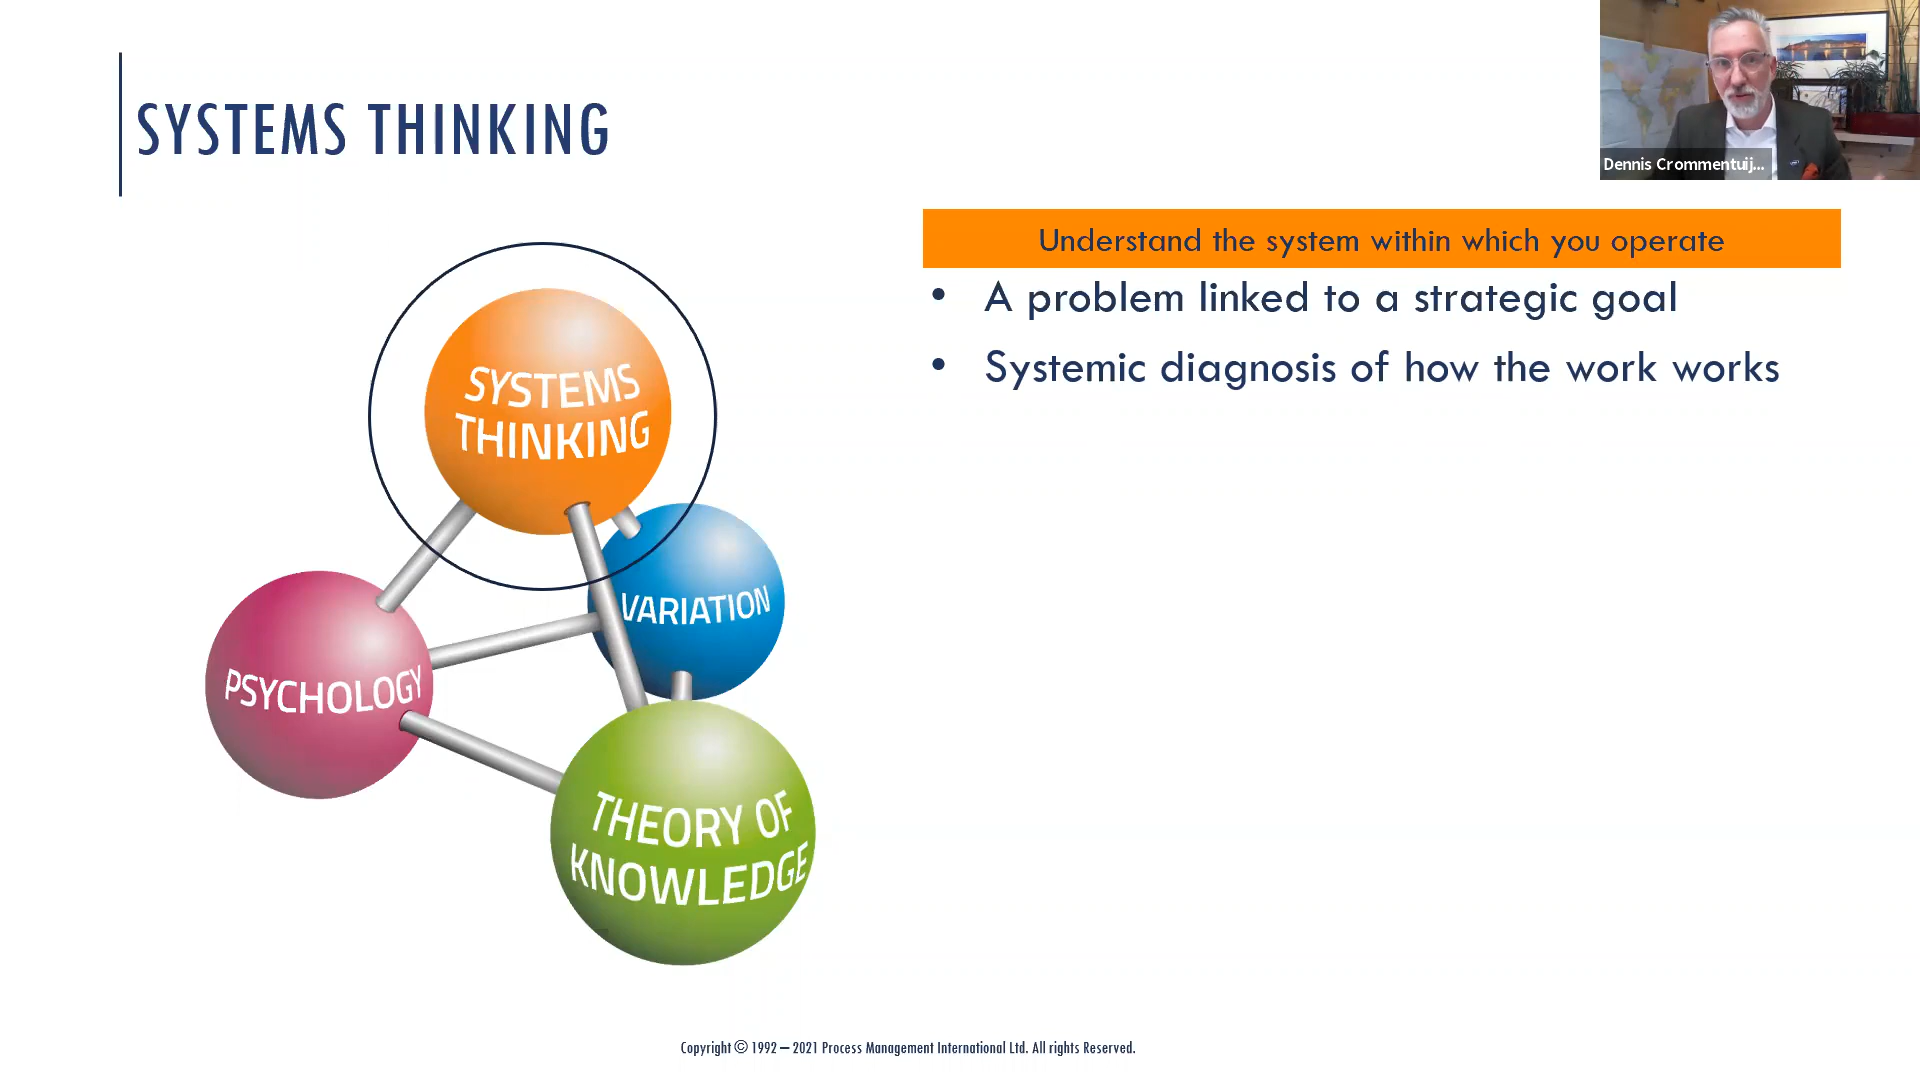 SYSTEMS THINKING
Dennis Crommentuij...
Understand the system within which you operate
• A problem linked to a strategic goal
• Systemic diagnosis of how the work works
SYSTEMS
THINKING
VARIATION
PSYCHOLOGY
THEORY OF
KNOWLEDGE
Copyright © 1992 – 2021 Process Management International Ltd. All rights Reserved.